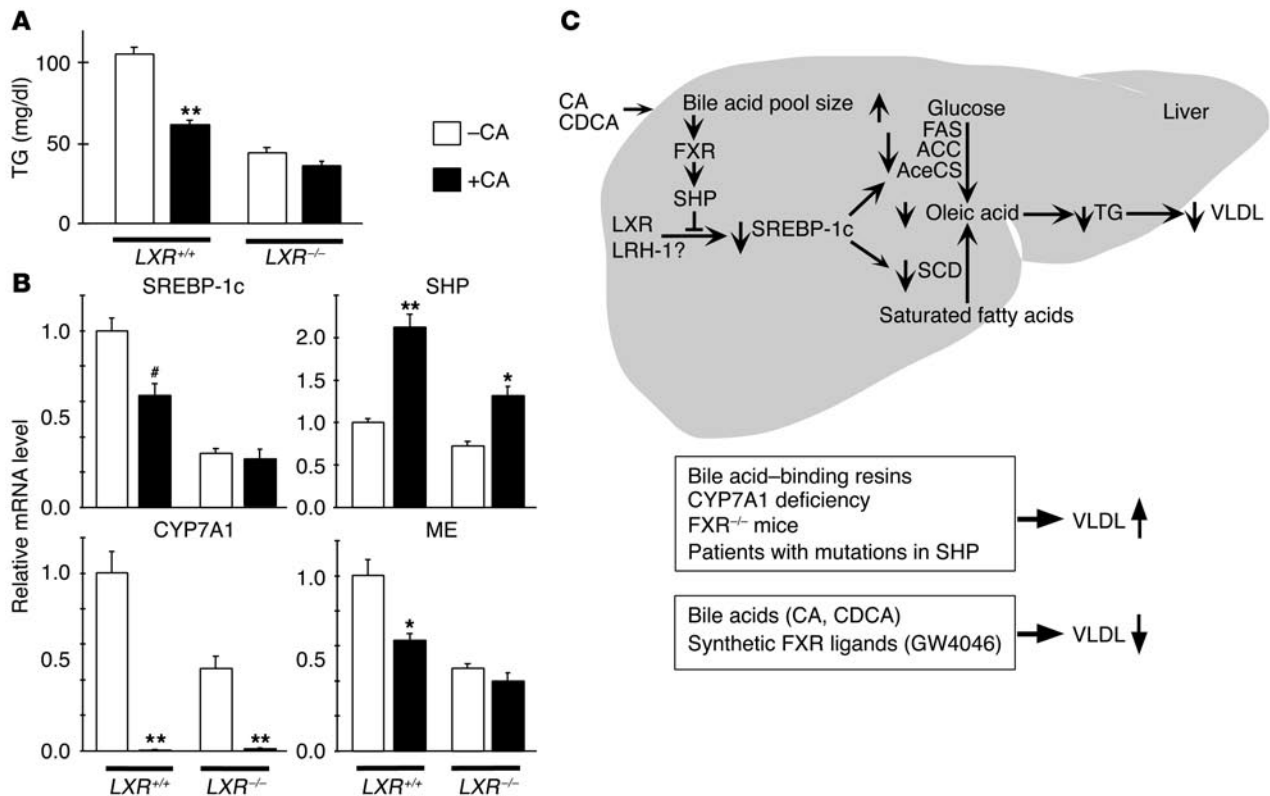 A
TG (mg/dl)
100
50
0
**
LXR+/+
LXR–/–
–CA
+CA
B
Relative mRNA level
SREBP-1c
1.0
0.5
0.0
#
SHP
2.0
1.0
0.5
0.0
**
*
CYP7A1
1.0
0.5
0.0
**
**
LXR+/+
LXR–/–
ME
1.0
0.5
0.0
*
LXR+/+
LXR–/–
C
CA
CDCA
Bile acid pool size
FXR
SHP
LXR
LRH-1?
SREBP-1c
Glucose
FAS
ACC
AceCS
Oleic acid
TG
VLDL
SCD
Saturated fatty acids
Liver
Bile acid–binding resins
CYP7A1 deficiency
FXR–/– mice
Patients with mutations in SHP
VLDL
Bile acids (CA, CDCA)
Synthetic FXR ligands (GW4046)
VLDL